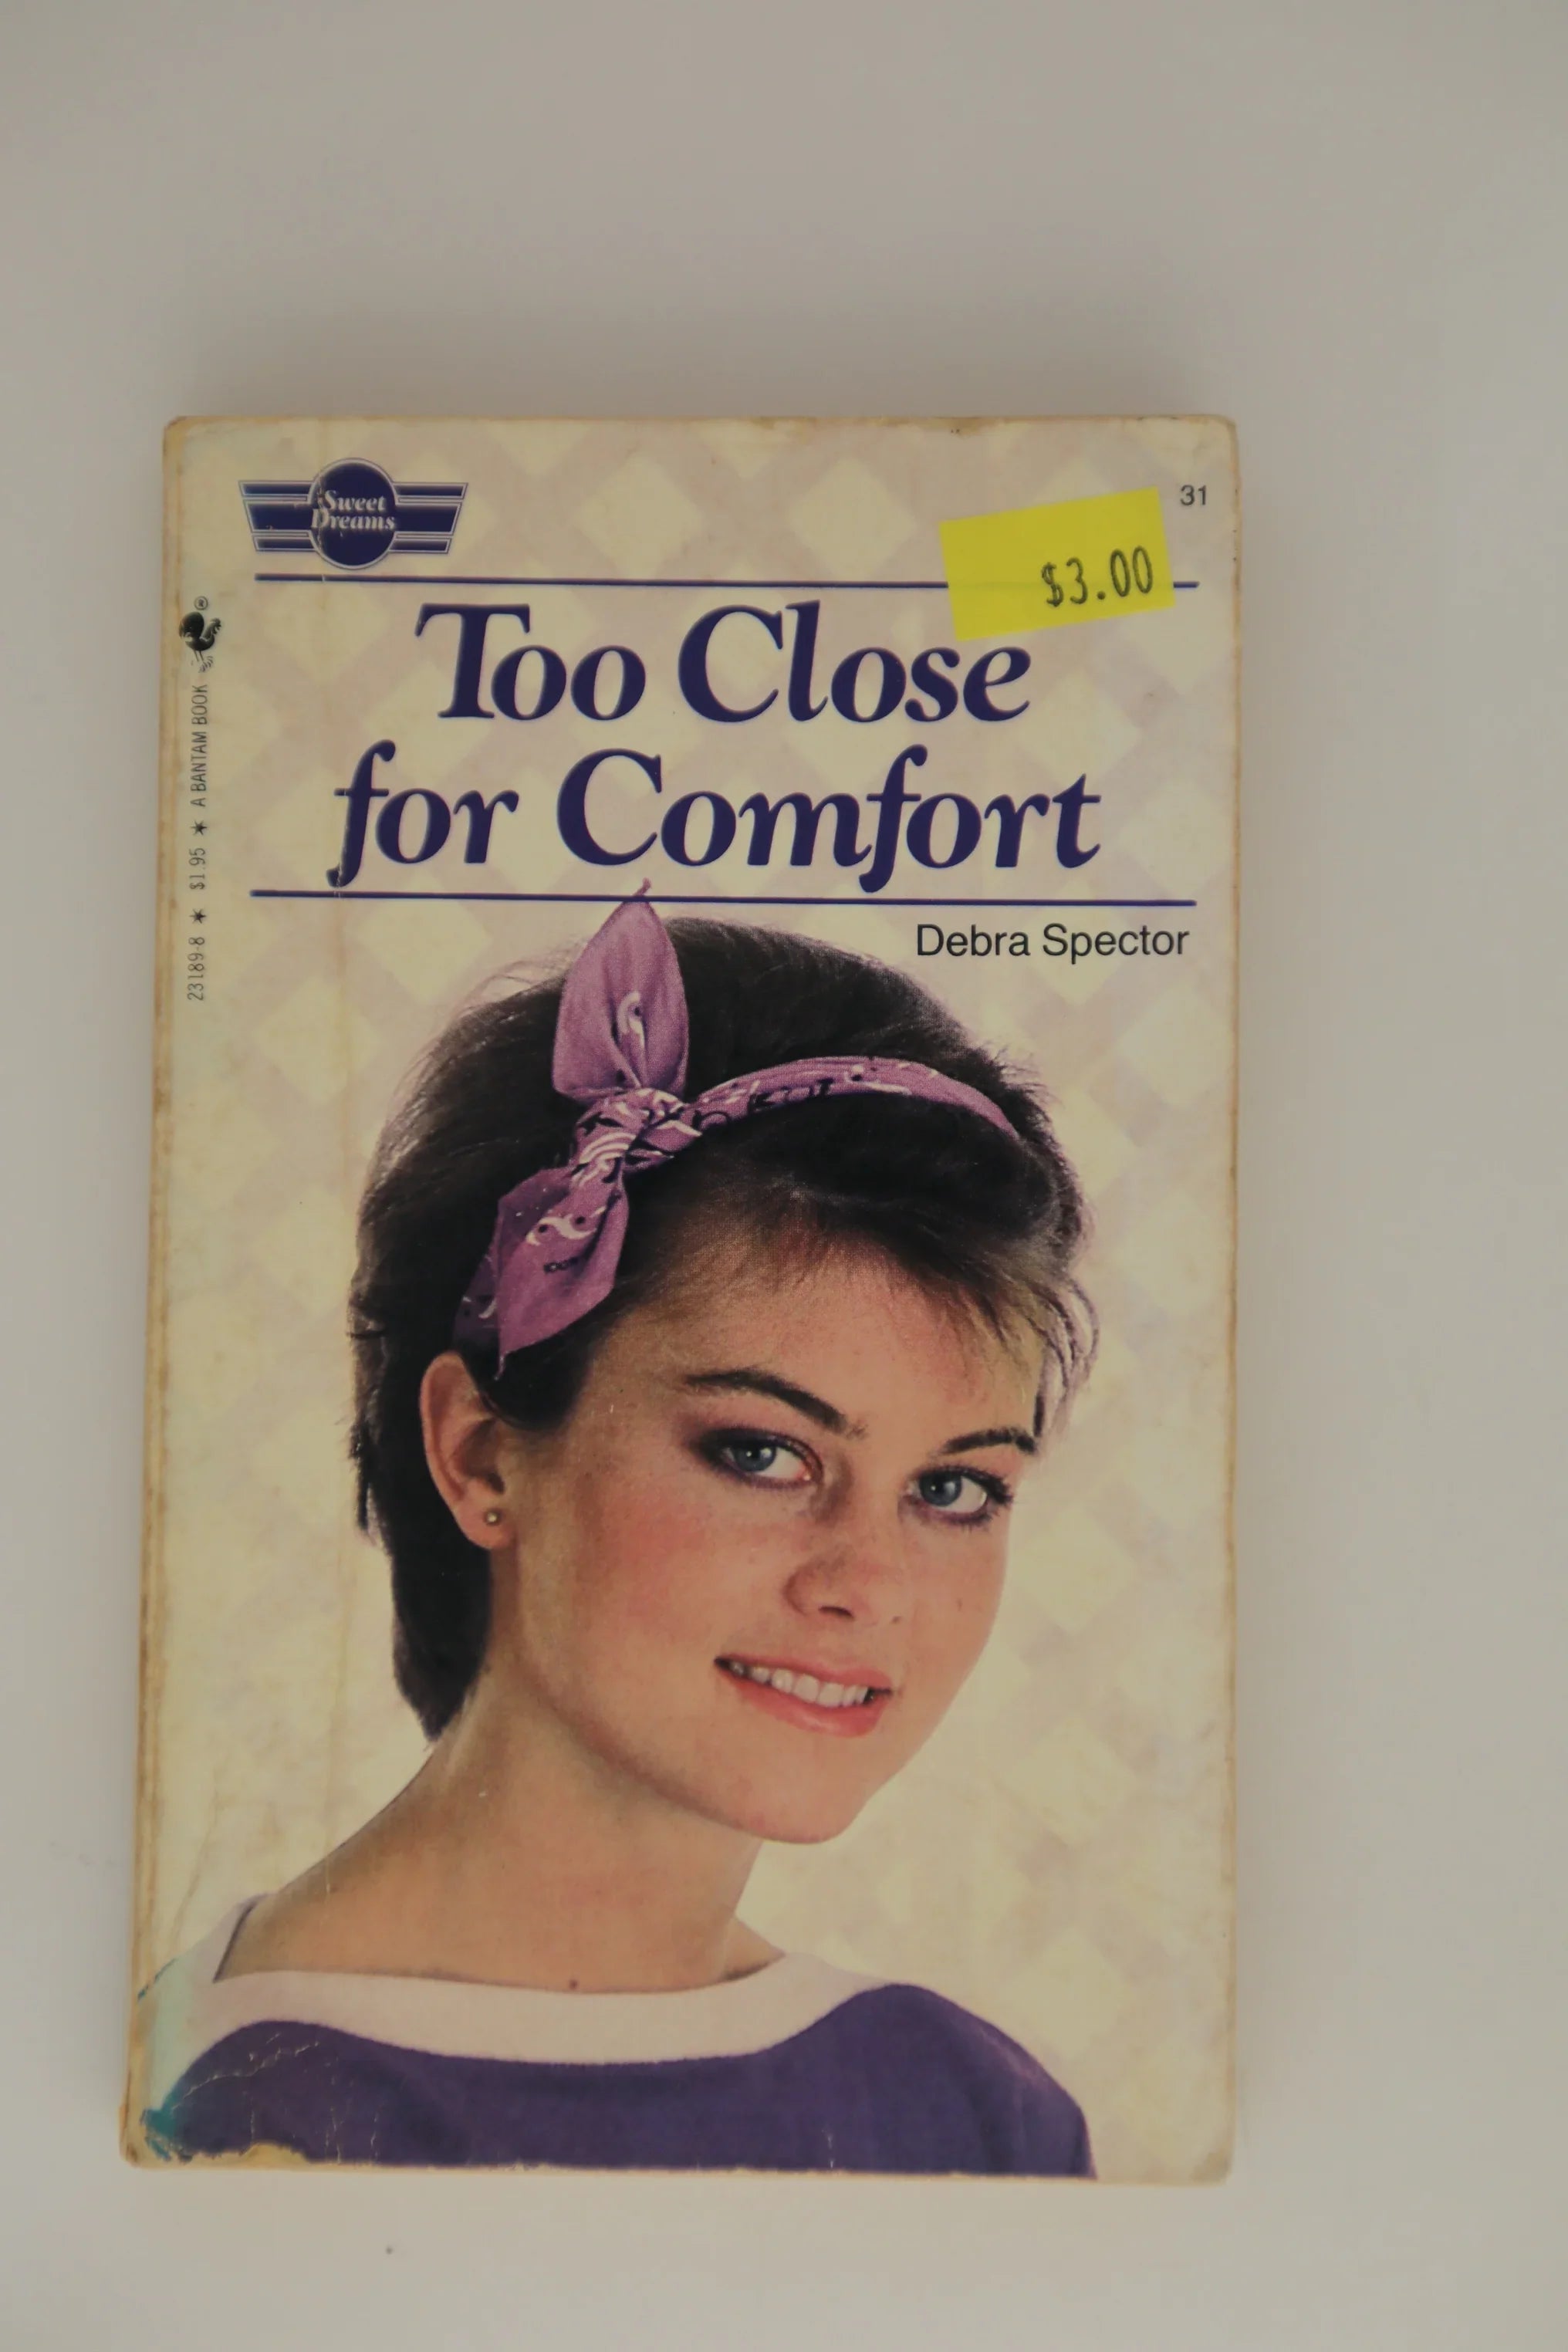 Sweet
Dreams
31
$3.00
Too Close
for Comfort
Debra Spector
®
23189-8 ★ $1.95 ★ A BANTAM BOOK